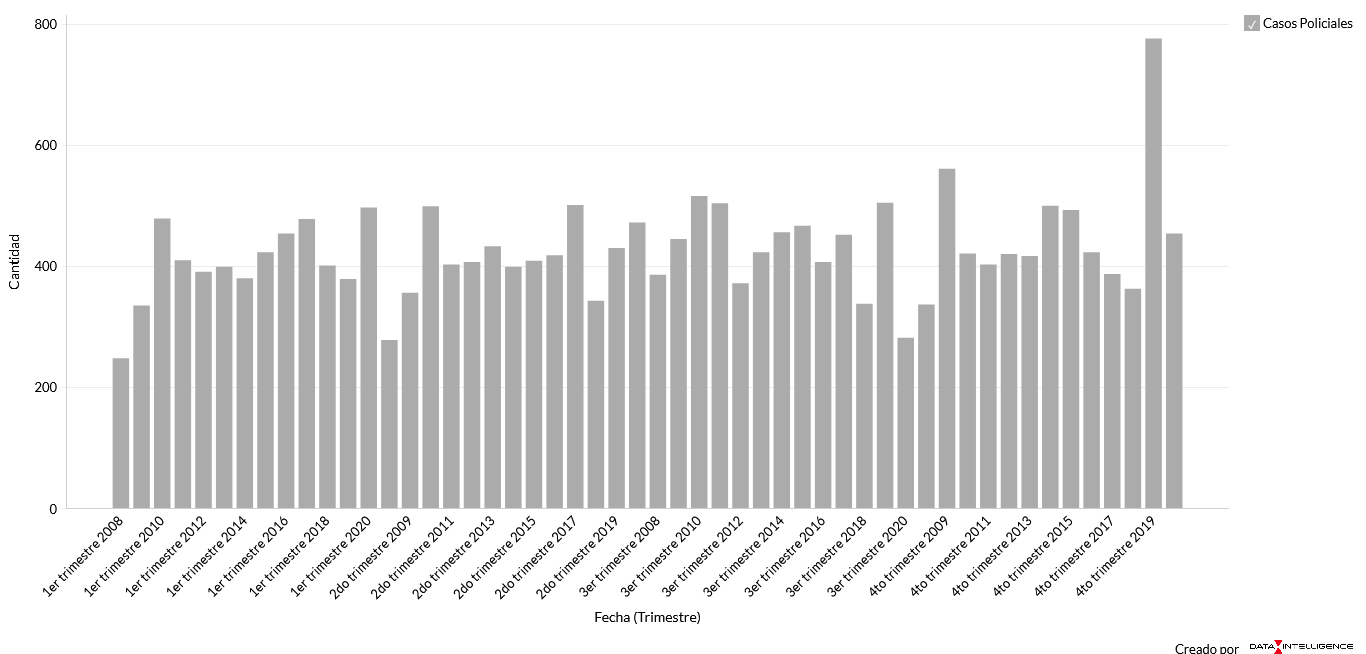 800
600
400
200
0
Cantidad
Casos Policiales
1er trimestre 2008
1er trimestre 2010
1er trimestre 2012
1er trimestre 2014
1er trimestre 2016
1er trimestre 2018
1er trimestre 2020
2do trimestre 2009
2do trimestre 2011
2do trimestre 2013
2do trimestre 2015
2do trimestre 2017
2do trimestre 2019
3er trimestre 2008
3er trimestre 2010
3er trimestre 2012
3er trimestre 2014
3er trimestre 2016
3er trimestre 2018
3er trimestre 2020
4to trimestre 2009
4to trimestre 2011
4to trimestre 2013
4to trimestre 2015
4to trimestre 2017
4to trimestre 2019
Fecha (Trimestre)
Creado por DATA INTELLIGENCE